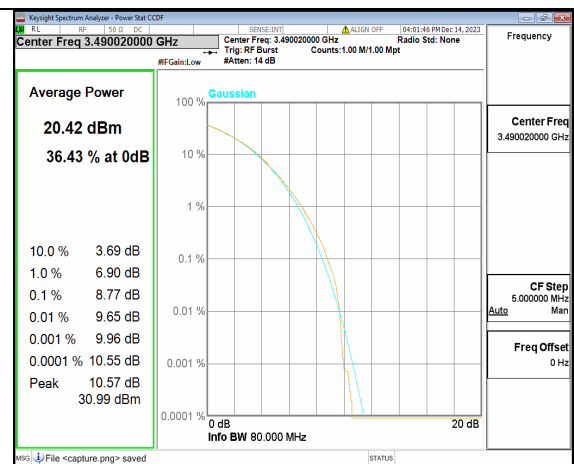 Keysight Spectrum Analyzer - Power Stat CCDF
RL RF 50 Ω DC SENSE:INT ALIGN OFF 04:01:46 PM Dec 14, 2023
Center Freq 3.490020000 GHz
Center Freq: 3.490020000 GHz Radio Std: None
Trig: RF Burst Counts:1.00 M/1.00 Mpt
#IFGain:Low #Atten: 14 dB
Frequency
Average Power
20.42 dBm
36.43 % at 0dB
10.0 % 3.69 dB
1.0 % 6.90 dB
0.1 % 8.77 dB
0.01 % 9.65 dB
0.001 % 9.96 dB
0.0001 % 10.55 dB
Peak 10.57 dB
30.99 dBm
Gaussian
100 %
10 %
1 %
0.1 %
0.01 %
0.001 %
0.0001 %
0 dB 20 dB
Info BW 80.000 MHz
Center Freq
3.490020000 GHz
CF Step
5.000000 MHz
Auto Man
Freq Offset
0 Hz
MSG File <capture.png> saved STATUS